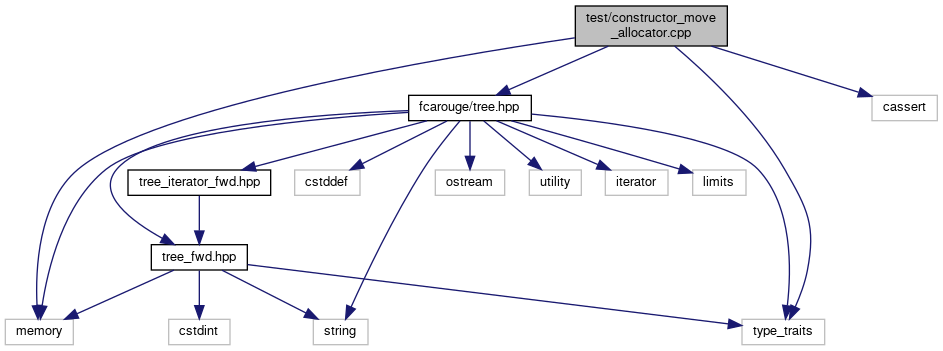 test/constructor_move
_allocator.cpp
fcarouge/tree.hpp
cassert
tree_iterator_fwd.hpp
cstddef
ostream
utility
iterator
limits
tree_fwd.hpp
memory
cstdint
string
type_traits